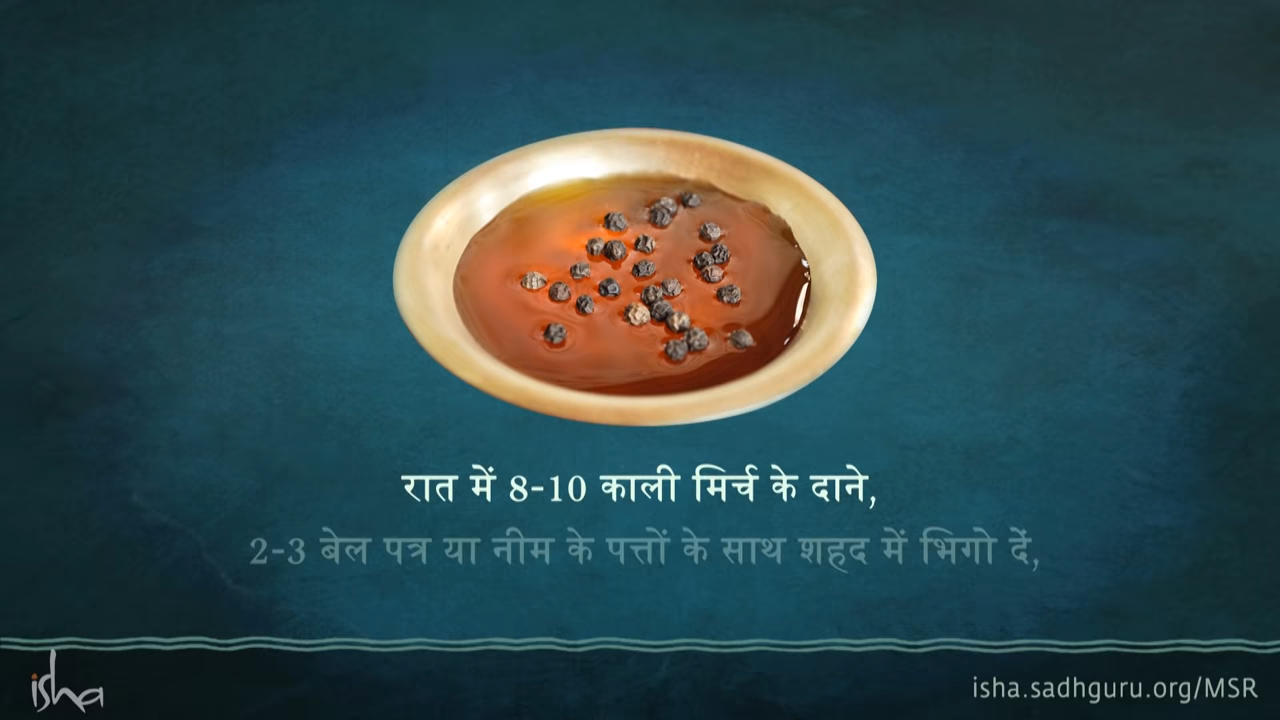 रात में 8-10 काली मिर्च के दाने,
2-3 बेल पत्र या नीम के पत्तों के साथ शहद में भिगो दें,
isha
isha.sadhguru.org/MSR